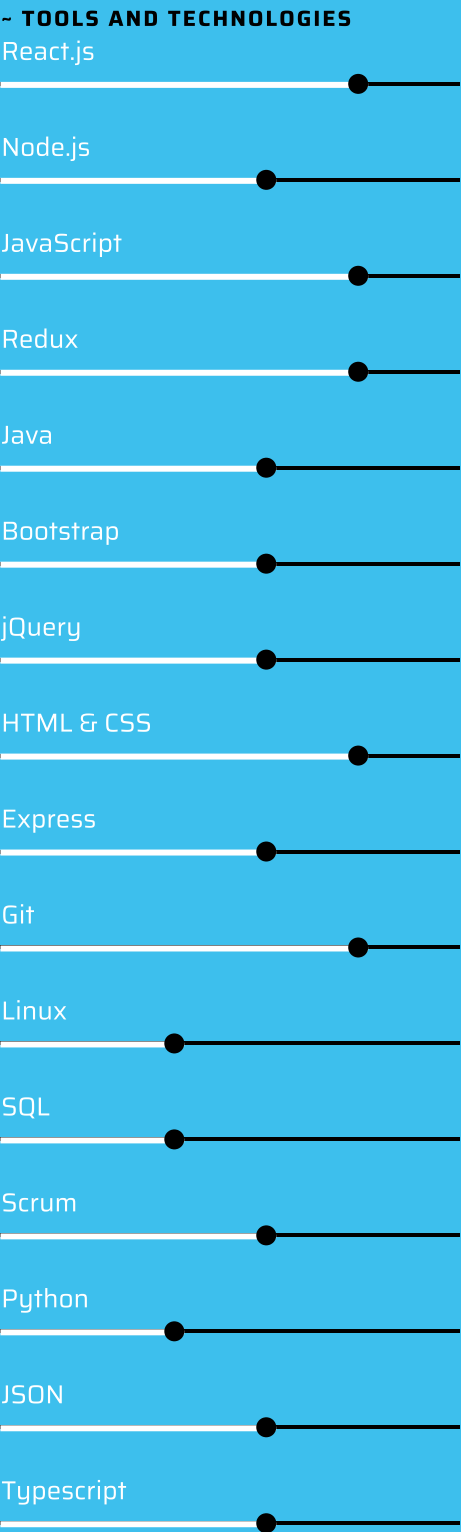 ~ TOOLS AND TECHNOLOGIES
React.js
Node.js
JavaScript
Redux
Java
Bootstrap
jQuery
HTML & CSS
Express
Git
Linux
SQL
Scrum
Python
JSON
Typescript